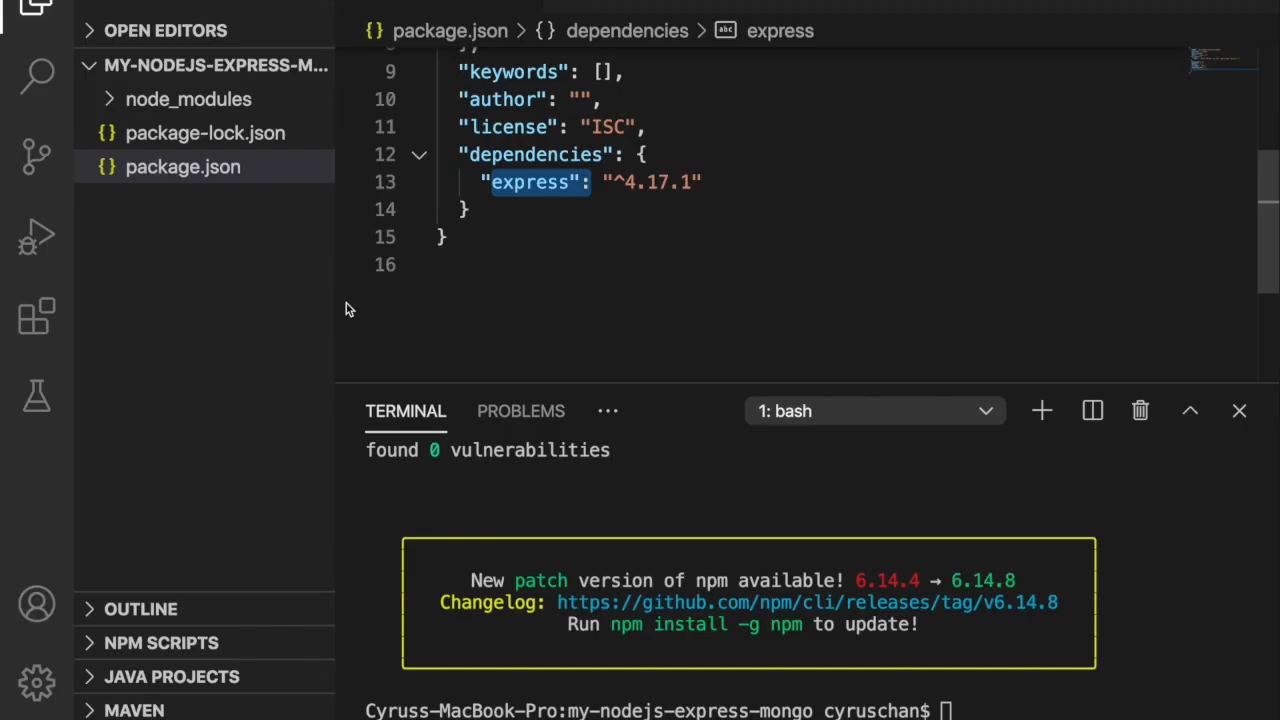 OPEN EDITORS
MY-NODEJS-EXPRESS-M...
node_modules
{} package-lock.json
{} package.json
OUTLINE
NPM SCRIPTS
JAVA PROJECTS
MAVEN
{} package.json > {} dependencies > abc express
9 "keywords": [],
10 "author": "",
11 "license": "ISC",
12 "dependencies": {
13 "express": "^4.17.1"
14 }
15 }
16
TERMINAL PROBLEMS ··· 1: bash
found 0 vulnerabilities
New patch version of npm available! 6.14.4 → 6.14.8
Changelog: https://github.com/npm/cli/releases/tag/v6.14.8
Run npm install -g npm to update!
Cyruss-MacBook-Pro:my-nodejs-express-mongo cyruschan$